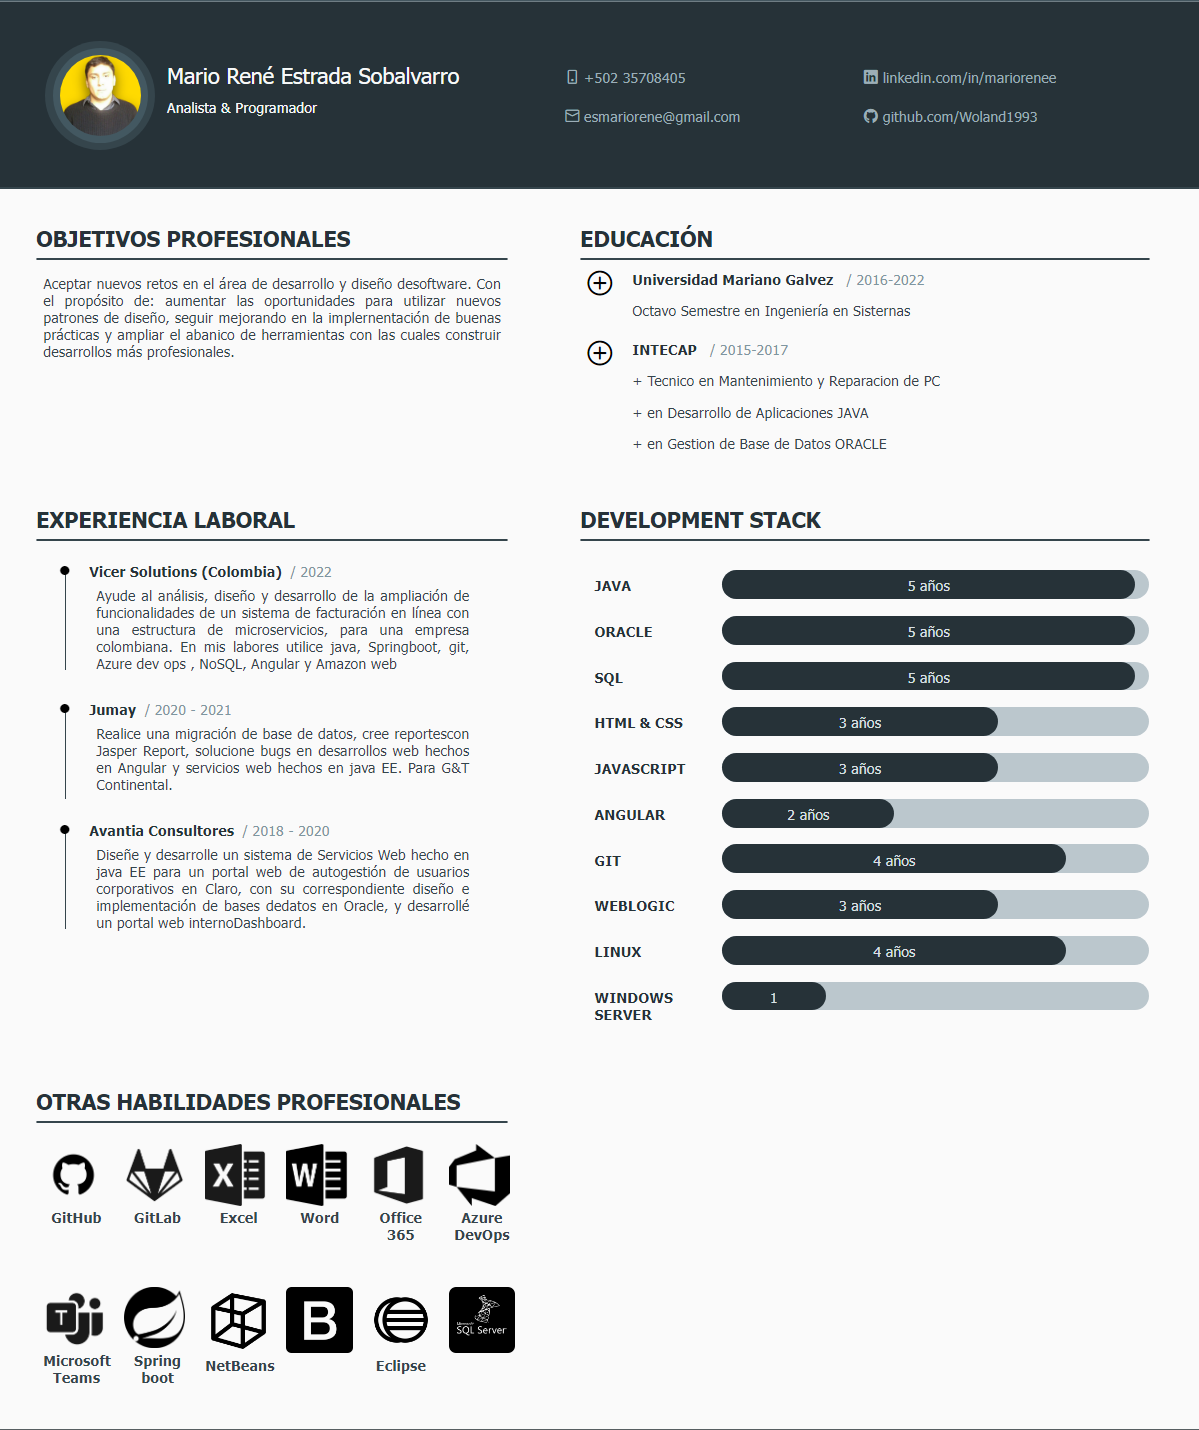 Mario René Estrada Sobalvarro
Analista & Programador
+502 35708405
esmariorene@gmail.com
linkedin.com/in/mariorenee
github.com/Woland1993
OBJETIVOS PROFESIONALES
Aceptar nuevos retos en el área de desarrollo y diseño desoftware. Con
el propósito de: aumentar las oportunidades para utilizar nuevos
patrones de diseño, seguir mejorando en la implernentación de buenas
prácticas y ampliar el abanico de herramientas con las cuales construir
desarrollos más profesionales.
EDUCACIÓN
Universidad Mariano Galvez / 2016-2022
Octavo Semestre en Ingeniería en Sisternas
INTECAP / 2015-2017
+ Tecnico en Mantenimiento y Reparacion de PC
+ en Desarrollo de Aplicaciones JAVA
+ en Gestion de Base de Datos ORACLE
EXPERIENCIA LABORAL
Vicer Solutions (Colombia) / 2022
Ayude al análisis, diseño y desarrollo de la ampliación de
funcionalidades de un sistema de facturación en línea con
una estructura de microservicios, para una empresa
colombiana. En mis labores utilice java, Springboot, git,
Azure dev ops , NoSQL, Angular y Amazon web
Jumay / 2020 - 2021
Realice una migración de base de datos, cree reportescon
Jasper Report, solucione bugs en desarrollos web hechos
en Angular y servicios web hechos en java EE. Para G&T
Continental.
Avantia Consultores / 2018 - 2020
Diseñe y desarrolle un sistema de Servicios Web hecho en
java EE para un portal web de autogestión de usuarios
corporativos en Claro, con su correspondiente diseño e
implementación de bases dedatos en Oracle, y desarrollé
un portal web internoDashboard.
DEVELOPMENT STACK
JAVA 5 años
ORACLE 5 años
SQL 5 años
HTML & CSS 3 años
JAVASCRIPT 3 años
ANGULAR 2 años
GIT 4 años
WEBLOGIC 3 años
LINUX 4 años
WINDOWS 1
SERVER
OTRAS HABILIDADES PROFESIONALES
X W
GitHub GitLab Excel Word Office Azure
365 DevOps
T B Microsoft
SQL Server
Microsoft Spring NetBeans Eclipse
Teams boot